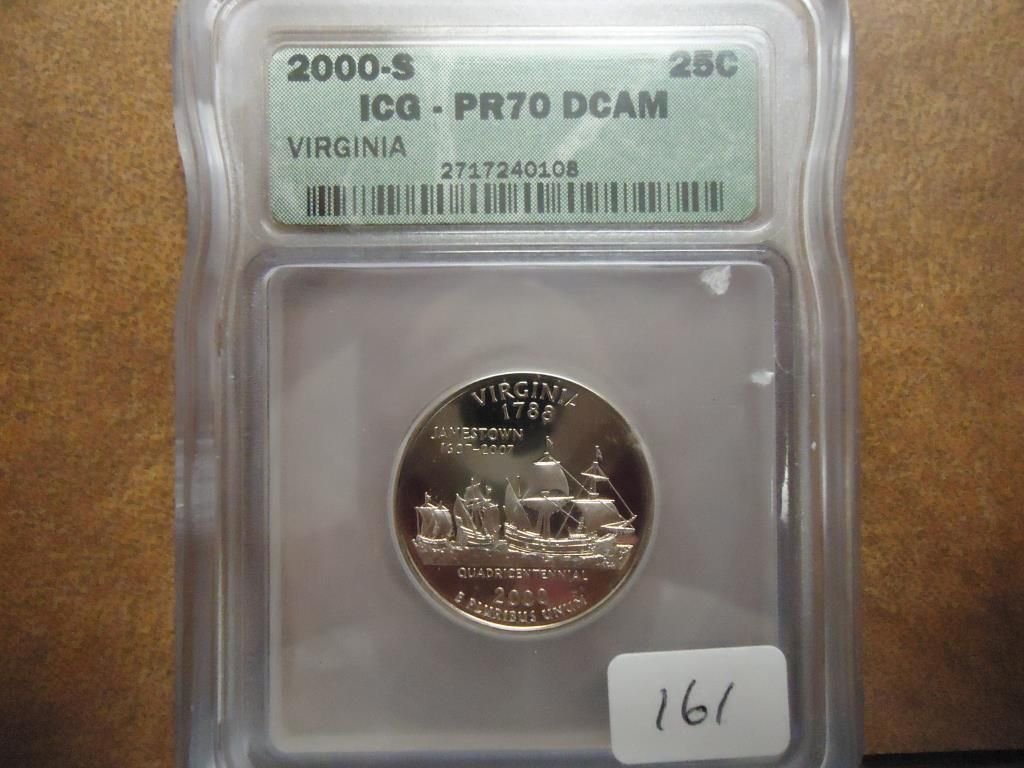 2000-S 25C
ICG - PR70 DCAM
VIRGINIA
2717240108
VIRGINIA
1788
JAMESTOWN
1607-2007
QUADRICENTENNIAL
2000
E PLURIBUS UNUM
161